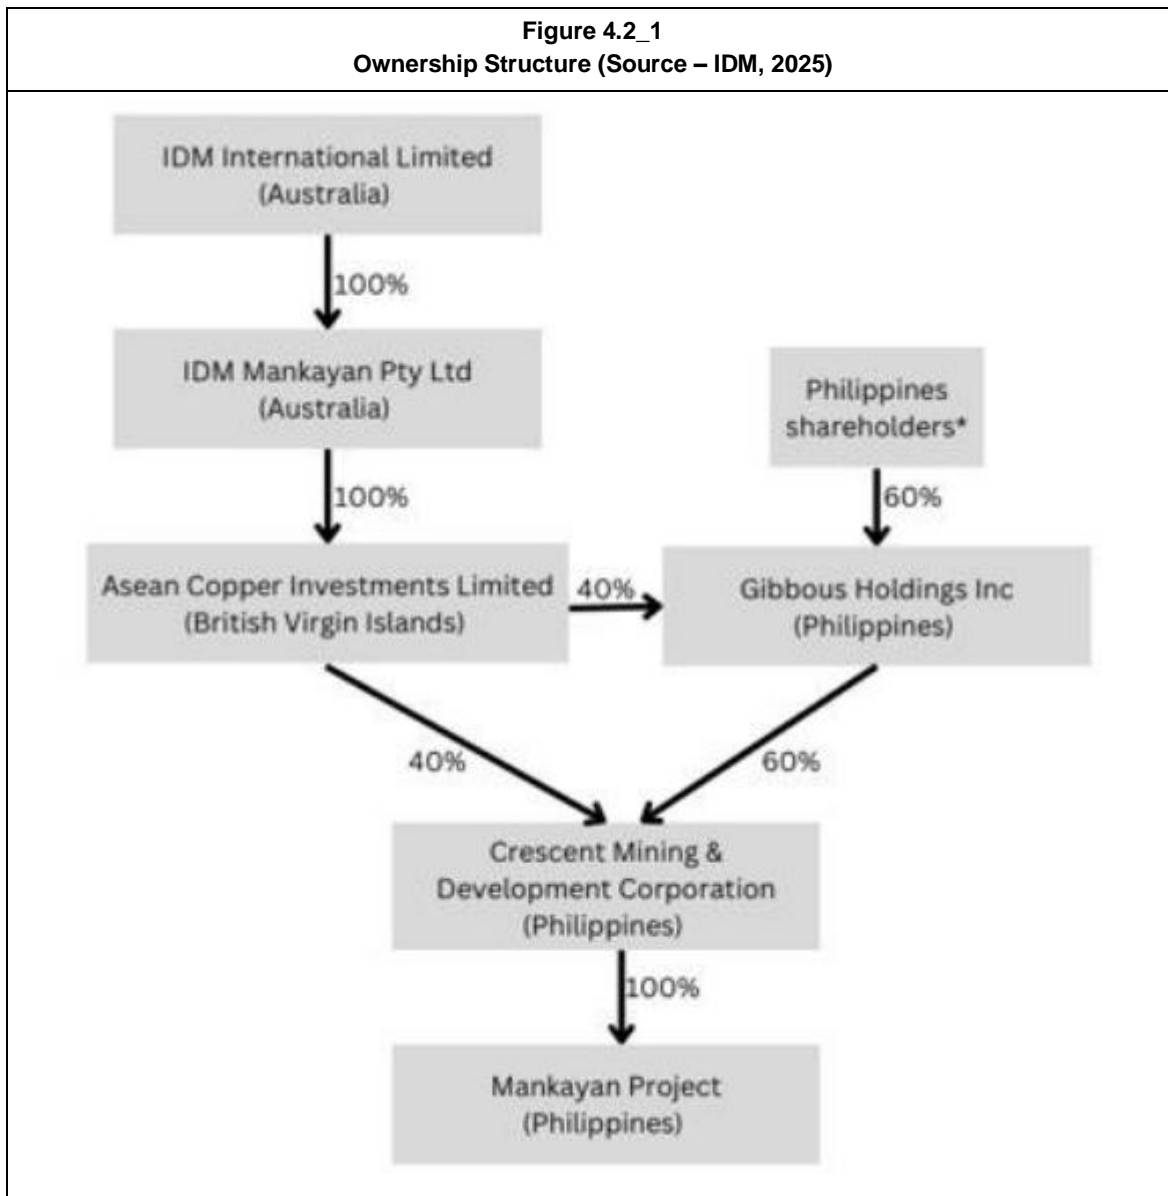 Figure 4.2_1
Ownership Structure (Source – IDM, 2025)
IDM International Limited
(Australia)
100%
IDM Mankayan Pty Ltd
(Australia)
Philippines
shareholders*
100%
60%
Asean Copper Investments Limited
(British Virgin Islands)
40%
Gibbous Holdings Inc
(Philippines)
40%
60%
Crescent Mining &
Development Corporation
(Philippines)
100%
Mankayan Project
(Philippines)